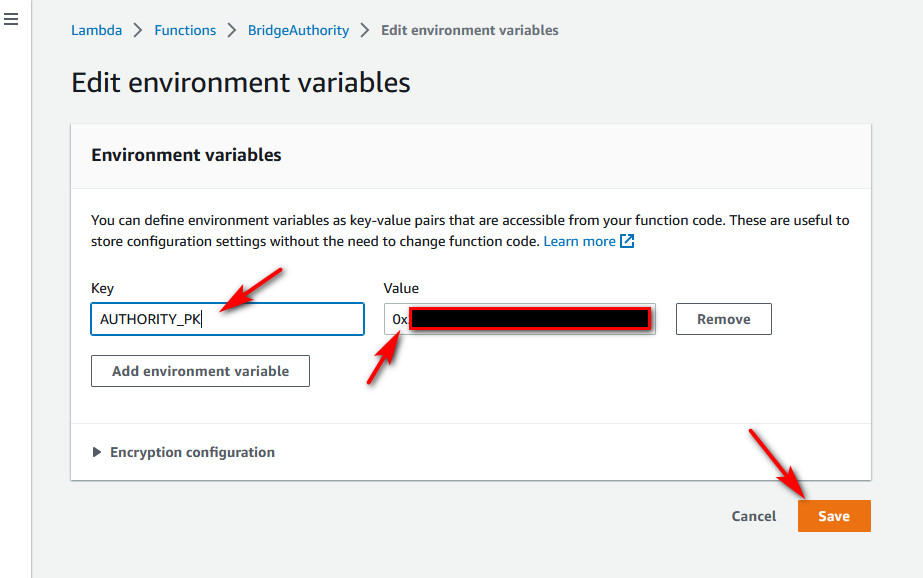 Lambda > Functions > BridgeAuthority > Edit environment variables
Edit environment variables
Environment variables
You can define environment variables as key-value pairs that are accessible from your function code. These are useful to
store configuration settings without the need to change function code. Learn more
Key Value
AUTHORITY_PK 0x Remove
Add environment variable
Encryption configuration
Cancel Save